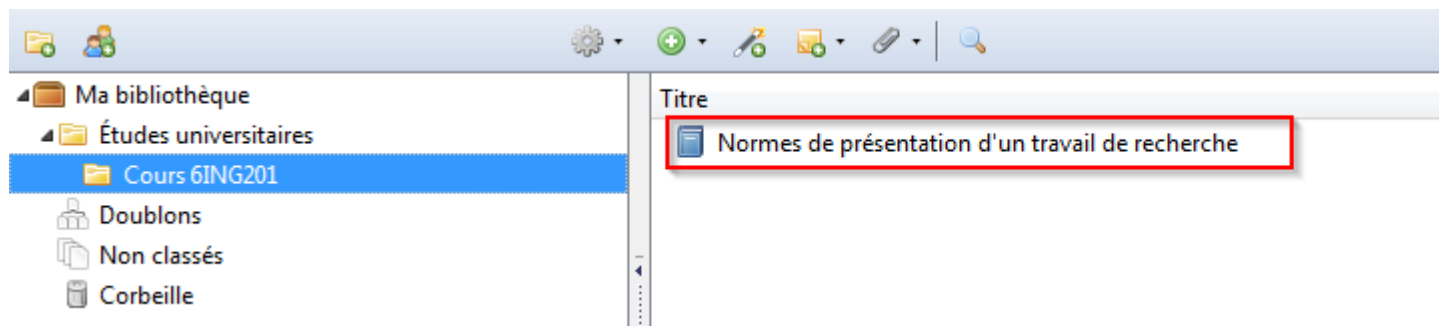 Ma bibliothèque
Études universitaires
Cours 6ING201
Doublons
Non classés
Corbeille
Titre
Normes de présentation d'un travail de recherche